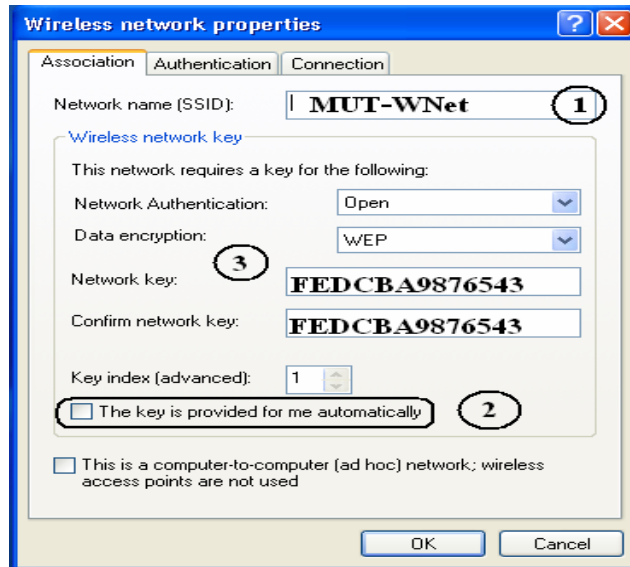 Wireless network properties
Association Authentication Connection
Network name (SSID): MUT-WNet 1
Wireless network key
This network requires a key for the following:
Network Authentication: Open
Data encryption: WEP
3
Network key: FEDCBA9876543
Confirm network key: FEDCBA9876543
Key index (advanced): 1
The key is provided for me automatically 2
This is a computer-to-computer (ad hoc) network; wireless
access points are not used
OK Cancel